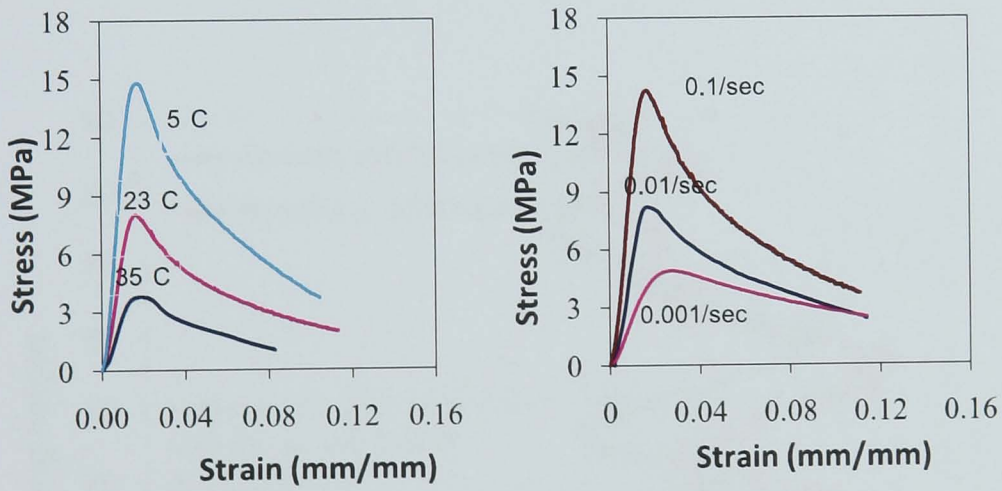 18
15
12
9
6
3
0
Stress (MPa)
5 C
23 C
35 C
0.00 0.04 0.08 0.12 0.16
Strain (mm/mm)
18
15
12
9
6
3
0
Stress (MPa)
0.1/sec
0.01/sec
0.001/sec
0 0.04 0.08 0.12 0.16
Strain (mm/mm)